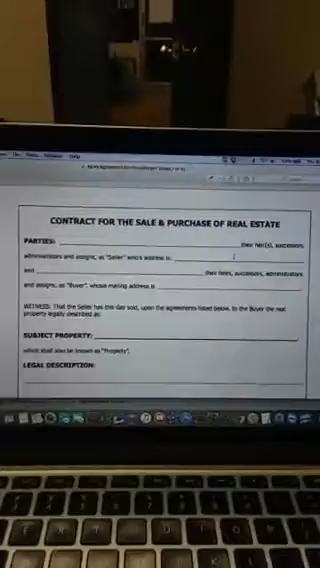 CONTRACT FOR THE SALE & PURCHASE OF REAL ESTATE
PARTIES: their heir(s), successors,
administrators and assigns, as "Seller" who's address is:
and their heirs, successors, administrators
and assigns, as "Buyer", whose mailing address is
WITNESS: That the Seller has this day sold, upon the agreements listed below, to the Buyer the real
property legally described as:
SUBJECT PROPERTY:
which shall also be known as "Property".
LEGAL DESCRIPTION: